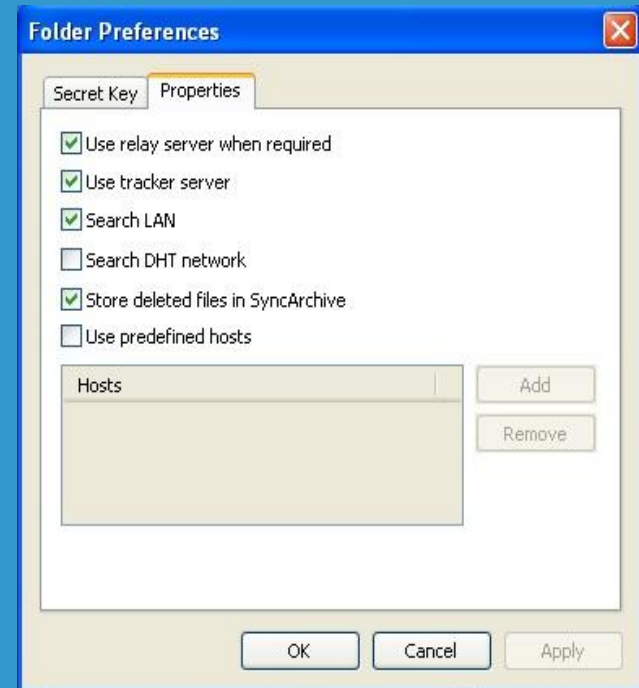 Folder Preferences
Secret Key Properties
Use relay server when required
Use tracker server
Search LAN
Search DHT network
Store deleted files in SyncArchive
Use predefined hosts
Hosts
Add
Remove
OK Cancel Apply